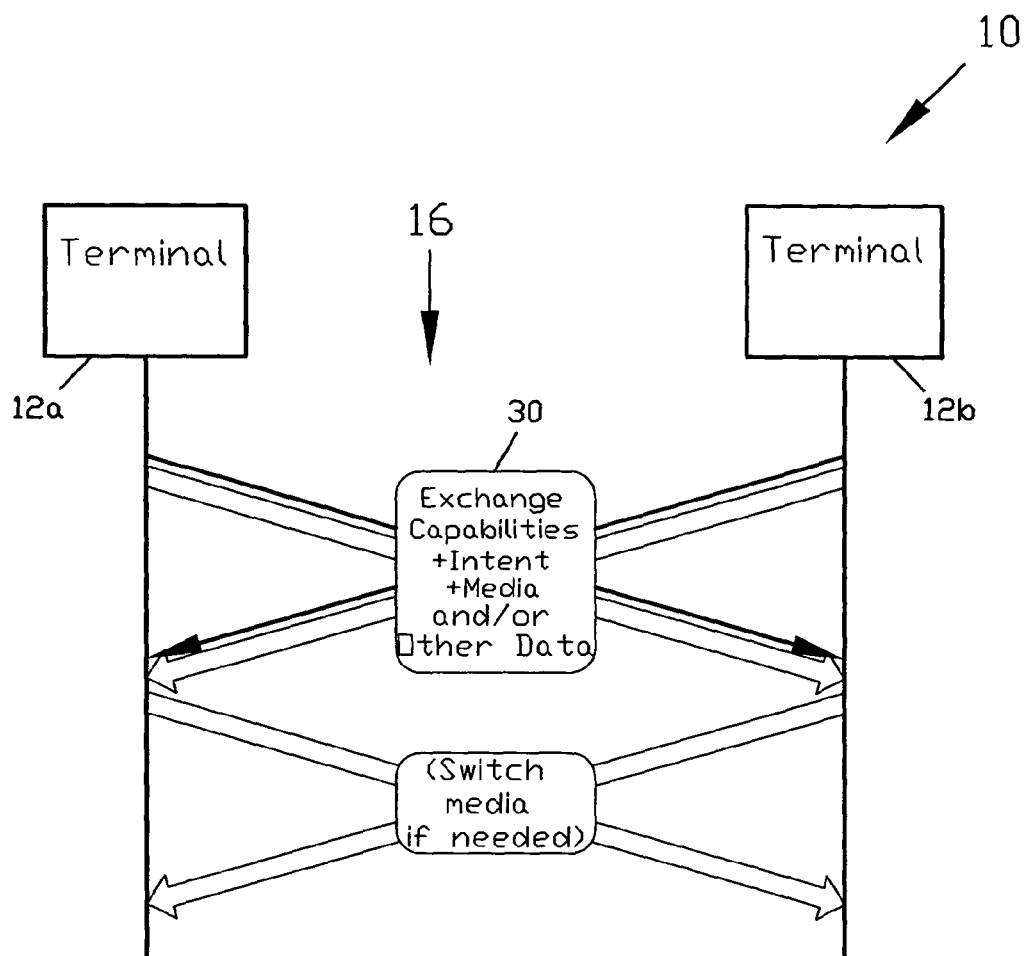 10
Terminal
16
Terminal
12a
12b
30
Exchange
Capabilities
+Intent
+Media
and/or
Other Data
(Switch
media
if needed)